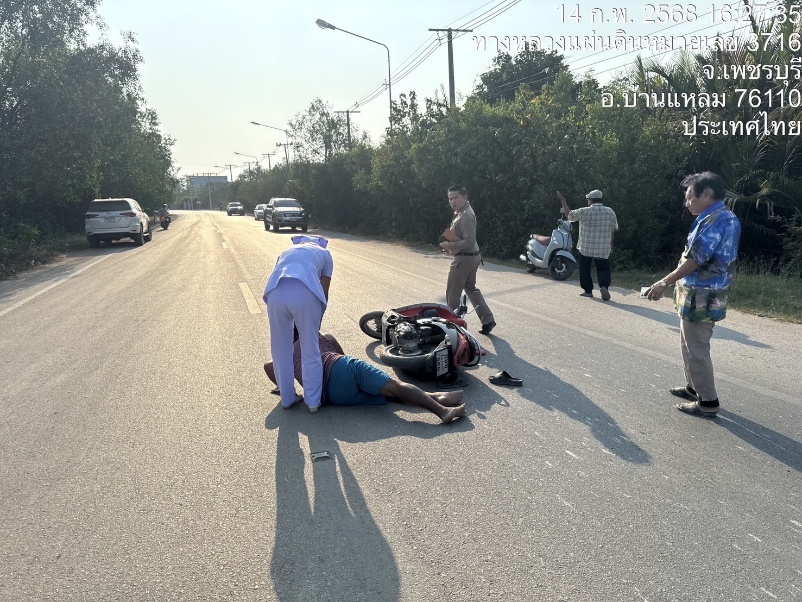 14 ก.พ. 2568 16:27:35
ทางหลวงแผ่นดินหมายเลข 3716
จ.เพชรบุรี
อ.บ้านแหลม 76110
ประเทศไทย